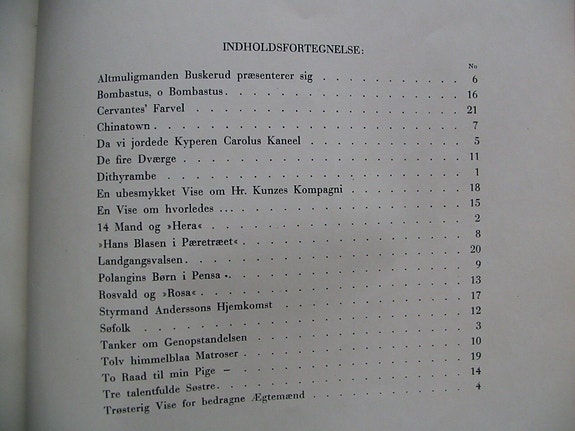 INDHOLDSFORTEGNELSE:
No
Altmuligmanden Buskerud præsenterer sig . . . . . . . . . . . 6
Bombastus, o Bombastus . . . . . . . . . . . . . . . . . 16
Cervantes' Farvel . . . . . . . . . . . . . . . . . . . 21
Chinatown . . . . . . . . . . . . . . . . . . . . . 7
Da vi jordede Kyperen Carolus Kaneel . . . . . . . . . . . . 5
De fire Dværge . . . . . . . . . . . . . . . . . . . 11
Dithyrambe . . . . . . . . . . . . . . . . . . . . 1
En ubesmykket Vise om Hr. Kunzes Kompagni . . . . . . . . . 18
En Vise om hvorledes ... . . . . . . . . . . . . . . . . 15
14 Mand og »Hera« . . . . . . . . . . . . . . . . . . 2
»Hans Blasen i Pæretræet« . . . . . . . . . . . . . . . . 8
Landgangsvalsen . . . . . . . . . . . . . . . . . . . 20
Polangins Børn i Pensa . . . . . . . . . . . . . . . . . 9
Rosvald og »Rosa« . . . . . . . . . . . . . . . . . . 13
Styrmand Anderssons Hjemkomst . . . . . . . . . . . . . . 17
Søfolk . . . . . . . . . . . . . . . . . . . . . . 12
Tanker om Genopstandelsen . . . . . . . . . . . . . . . 3
Tolv himmelblaa Matroser . . . . . . . . . . . . . . . . 10
To Raad til min Pige — . . . . . . . . . . . . . . . . . 19
Tre talentfulde Søstre . . . . . . . . . . . . . . . . . . 14
Trøsterig Vise for bedragne Ægtemænd . . . . . . . . . . . . 4